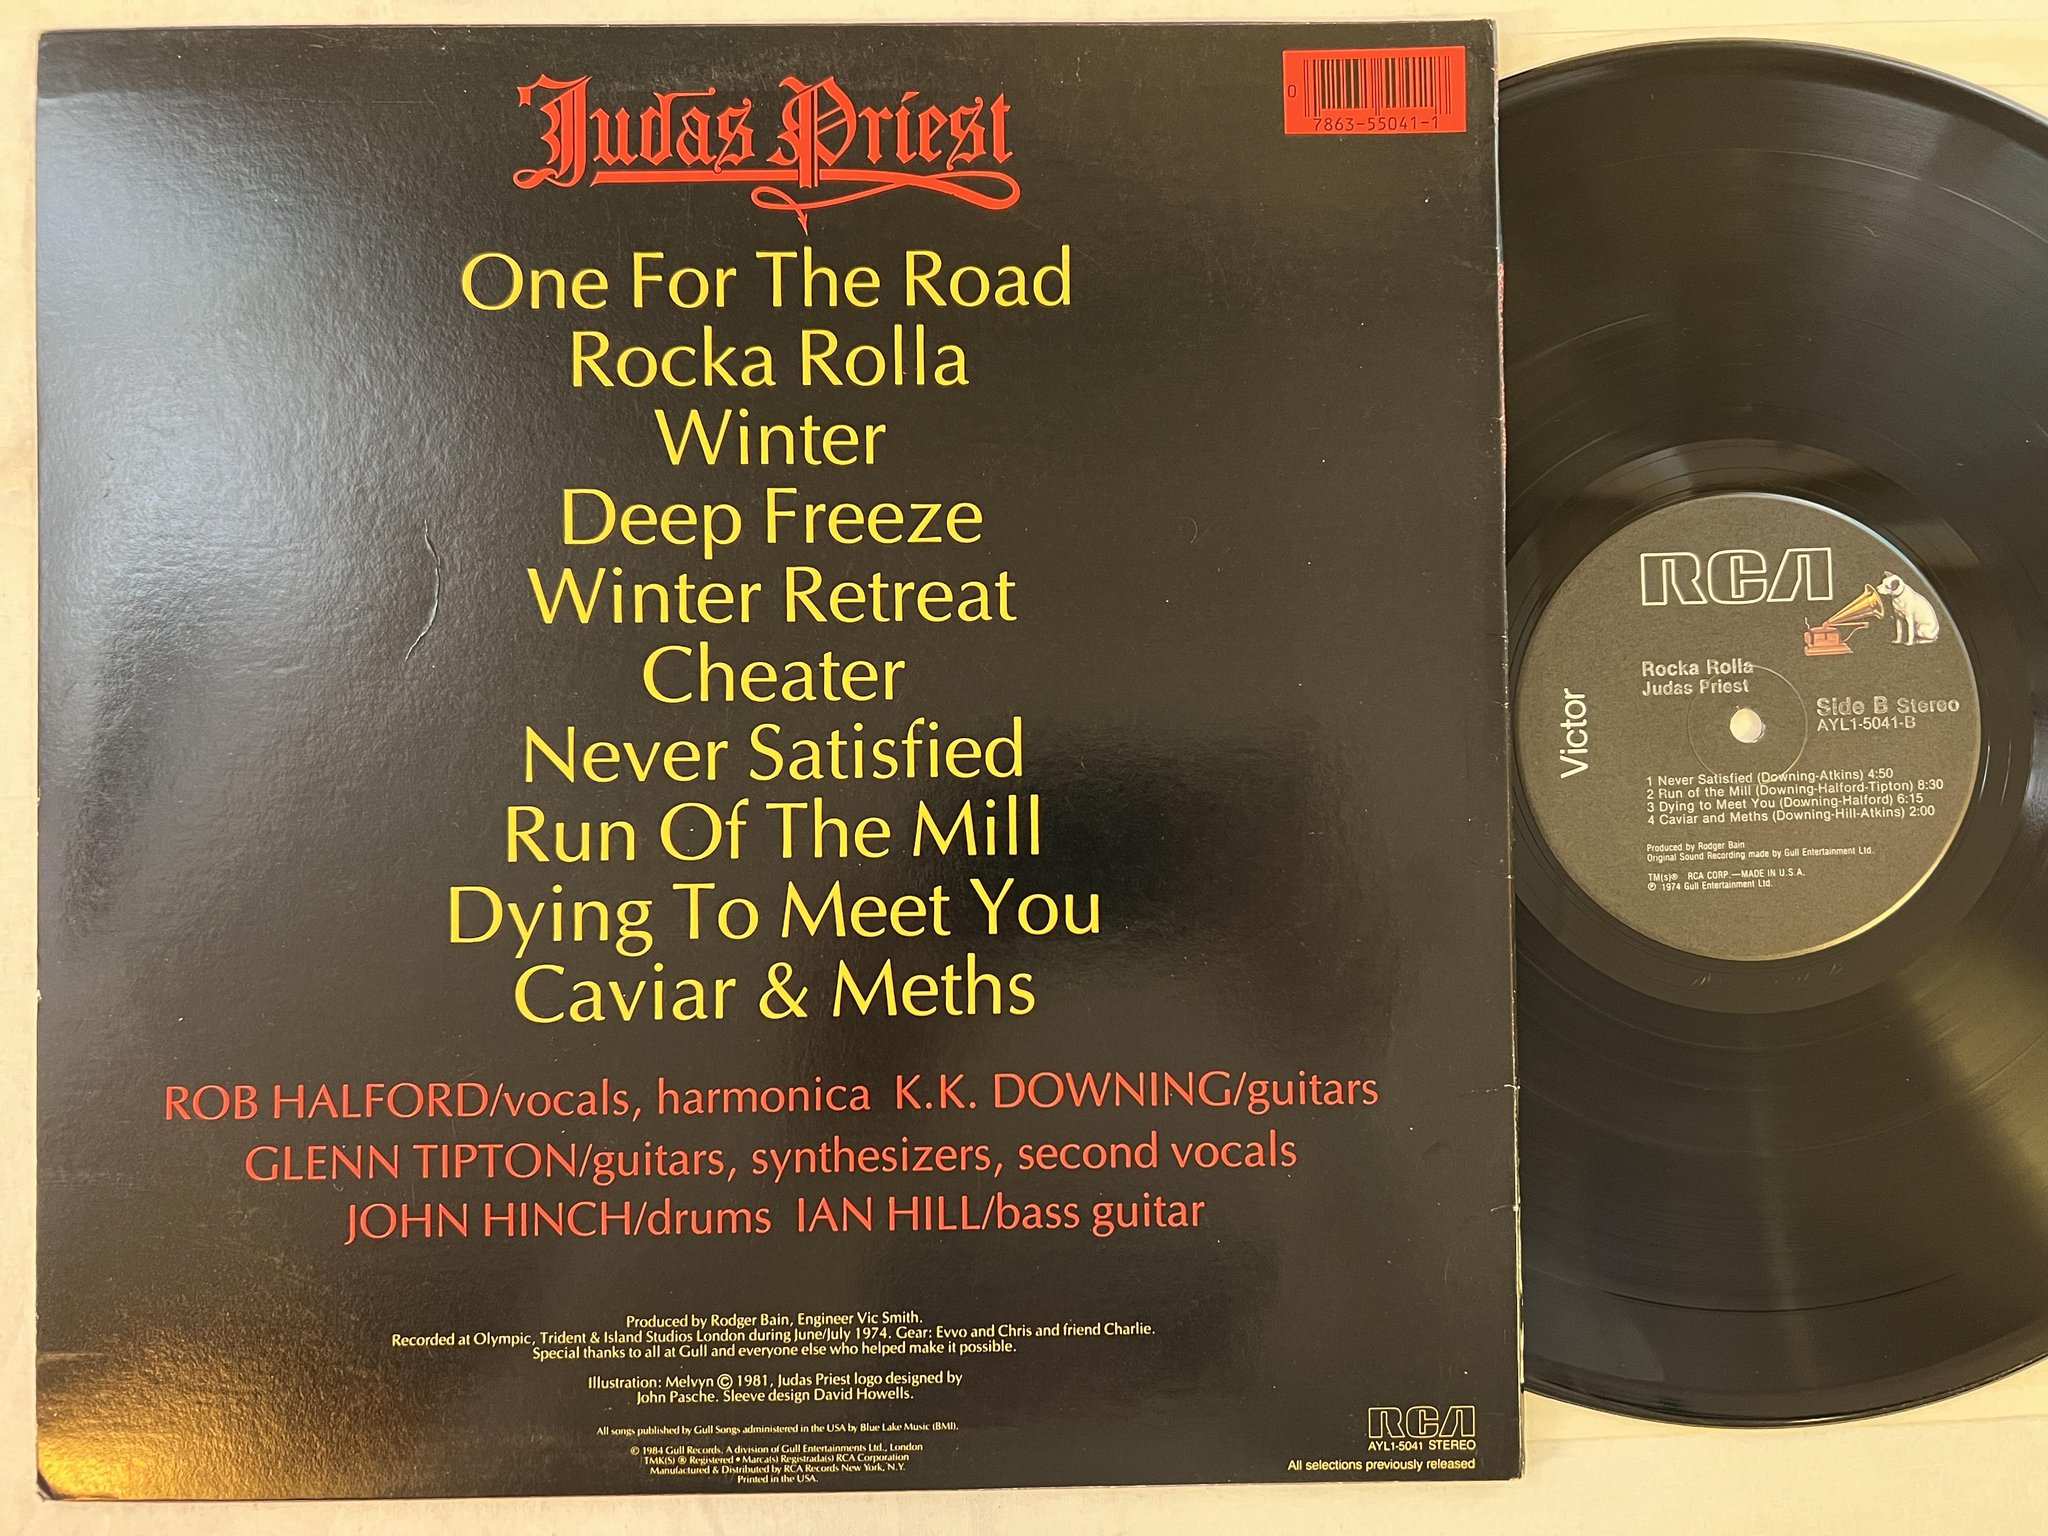 Judas Priest
0
7863-55041-1
One For The Road
Rocka Rolla
Winter
Deep Freeze
Winter Retreat
Cheater
Never Satisfied
Run Of The Mill
Dying To Meet You
Caviar & Meths
ROB HALFORD/vocals, harmonica K.K. DOWNING/guitars
GLENN TIPTON/guitars, synthesizers, second vocals
JOHN HINCH/drums IAN HILL/bass guitar
Produced by Rodger Bain, Engineer Vic Smith.
Recorded at Olympic, Trident & Island Studios London during June/July 1974. Gear: Evvo and Chris and friend Charlie.
Special thanks to all at Gull and everyone else who helped make it possible.
Illustration: Melvyn © 1981, Judas Priest logo designed by
John Pasche. Sleeve design David Howells.
All songs published by Gull Songs administered in the USA by Blue Lake Music (BMI).
© 1984 Gull Records, A division of Gull Entertainments Ltd., London
TMK(S) ® Registered • Marca(s) Registrada(s) RCA Corporation
Manufactured & Distributed by RCA Records New York, N.Y.
Printed in the USA.
RCA
AYL1-5041 STEREO
All selections previously released
RCA
Victor
Rocka Rolla
Judas Priest
Side B Stereo
AYL1-5041-B
1 Never Satisfied (Downing-Atkins) 4:50
2 Run of the Mill (Downing-Halford-Tipton) 8:30
3 Dying to Meet You (Downing-Halford) 6:15
4 Caviar and Meths (Downing-Hill-Atkins) 2:00
Produced by Rodger Bain
Original Sound Recording made by Gull Entertainment Ltd.
TM(s)® RCA CORP.—MADE IN U.S.A.
℗ 1974 Gull Entertainment Ltd.